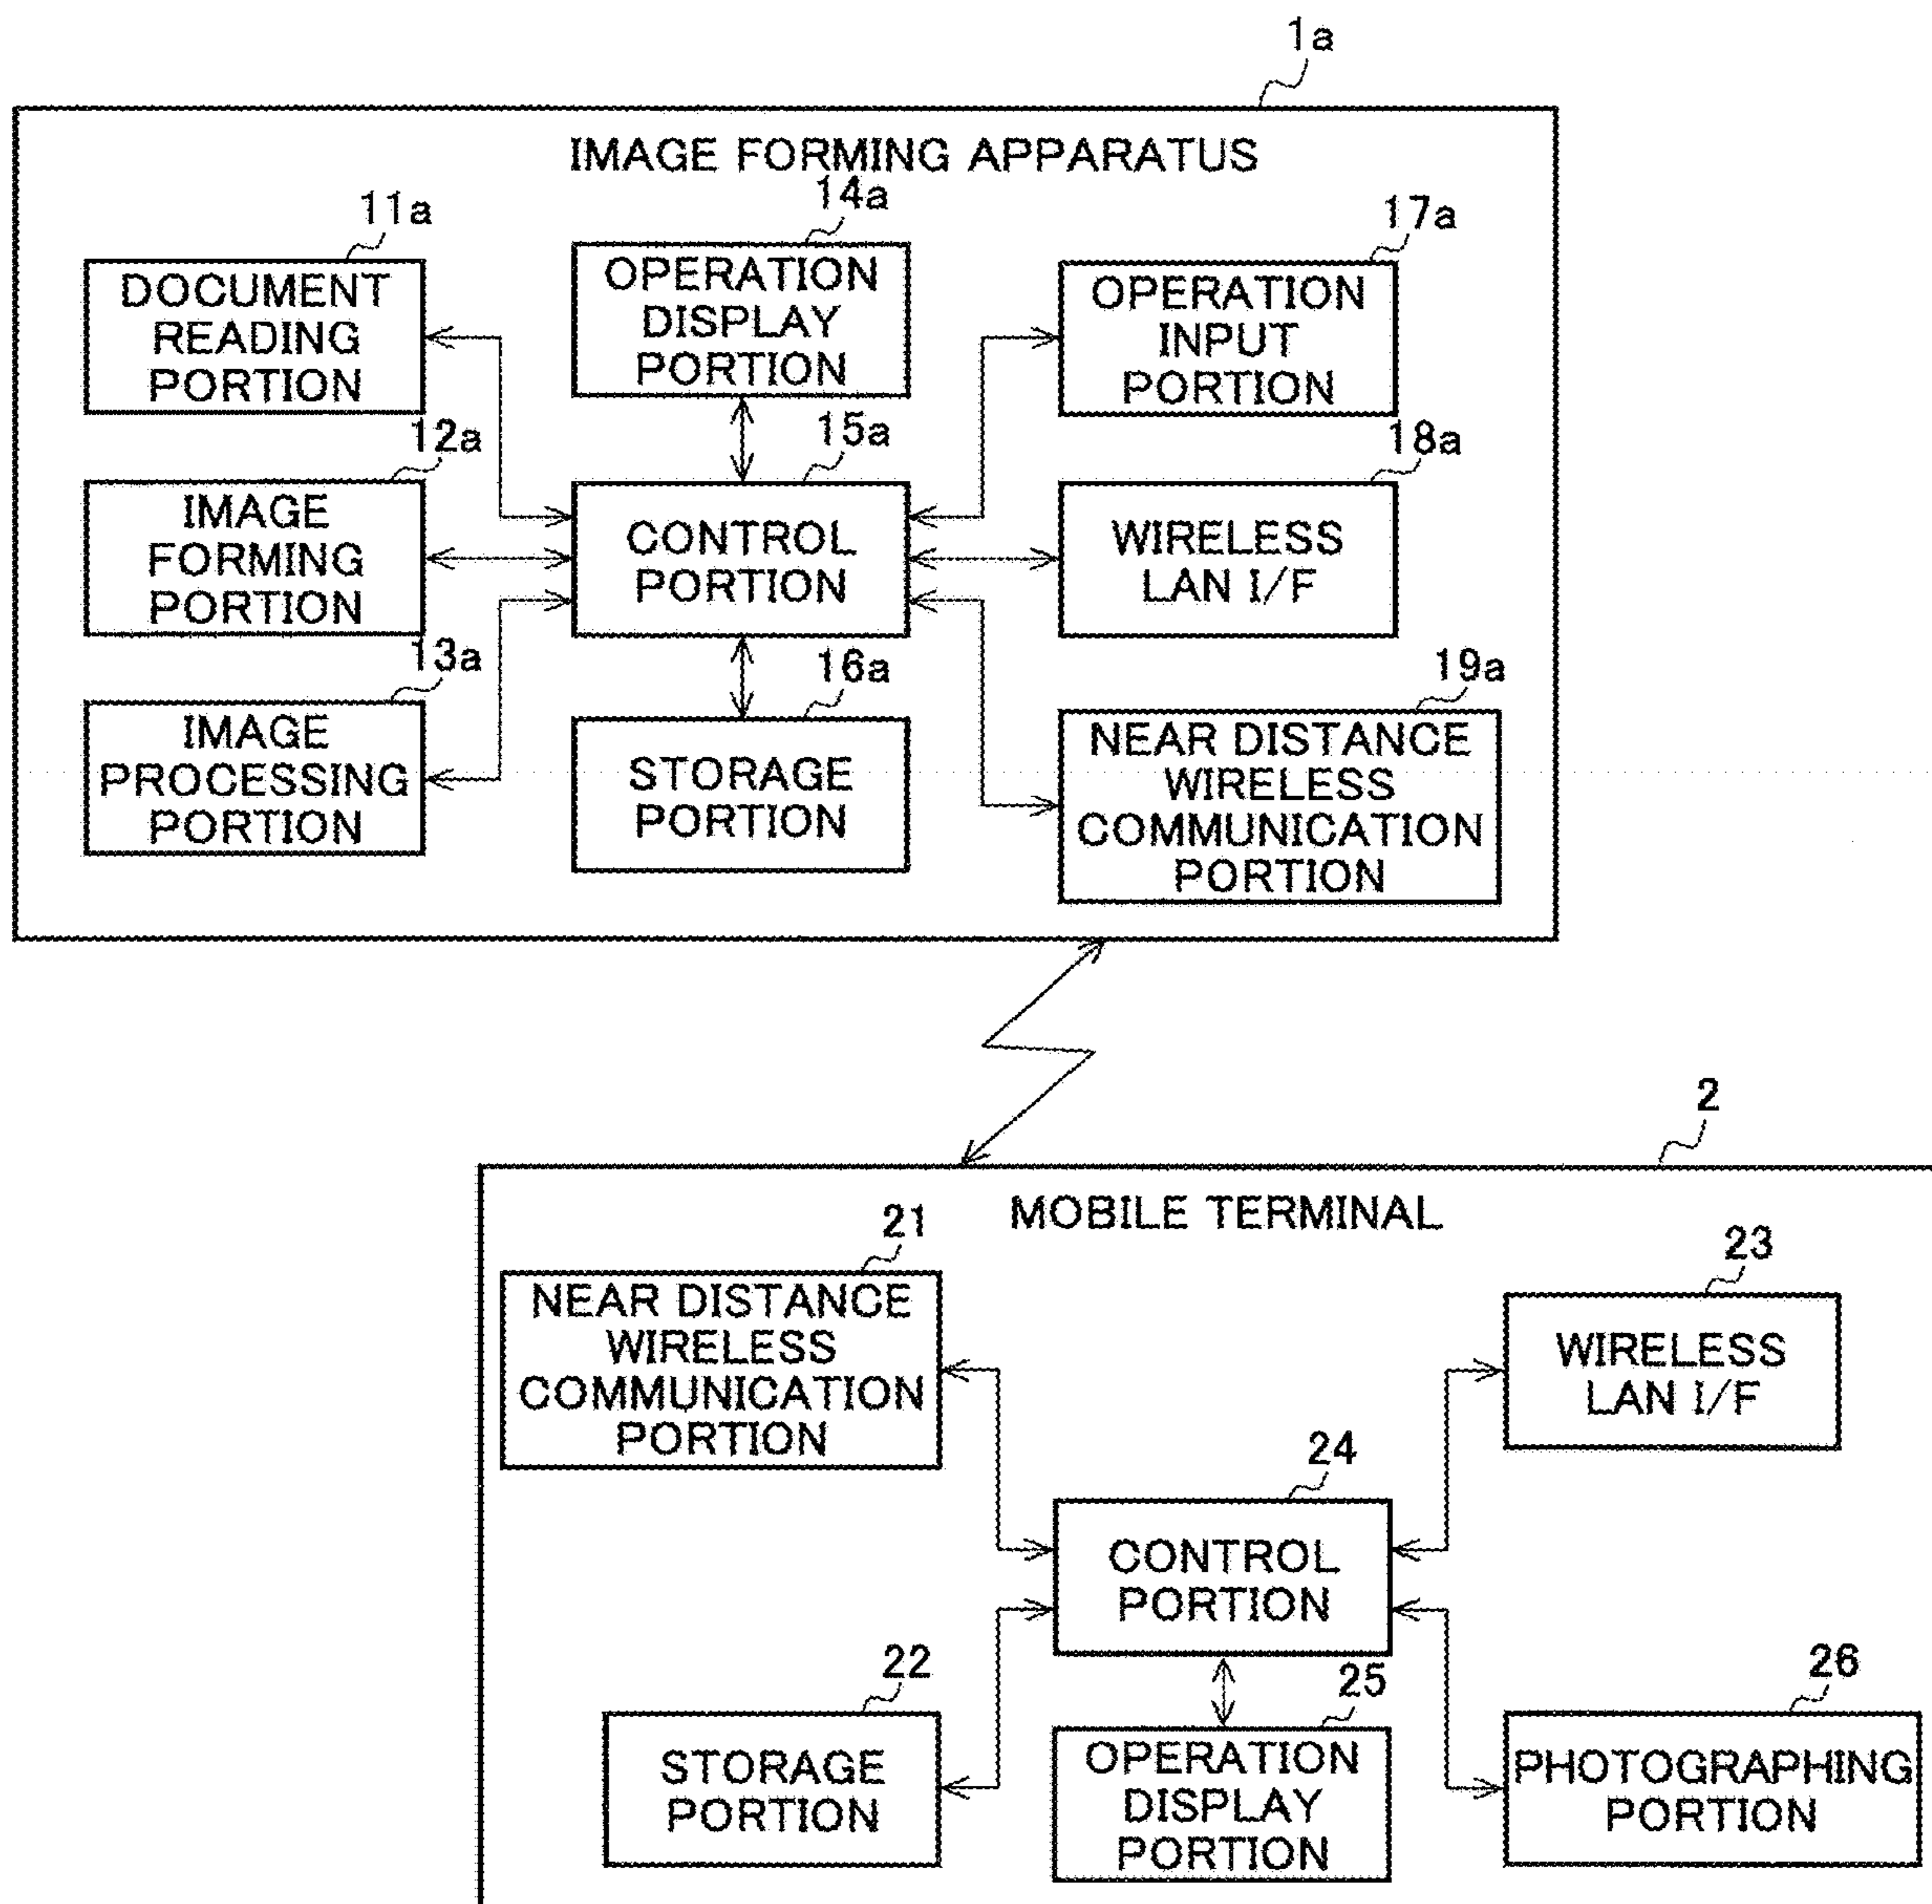 1a
IMAGE FORMING APPARATUS
11a
DOCUMENT
READING
PORTION
14a
OPERATION
DISPLAY
PORTION
17a
OPERATION
INPUT
PORTION
12a
IMAGE
FORMING
PORTION
15a
CONTROL
PORTION
18a
WIRELESS
LAN I/F
13a
IMAGE
PROCESSING
PORTION
16a
STORAGE
PORTION
19a
NEAR DISTANCE
WIRELESS
COMMUNICATION
PORTION
2
MOBILE TERMINAL
21
NEAR DISTANCE
WIRELESS
COMMUNICATION
PORTION
23
WIRELESS
LAN I/F
24
CONTROL
PORTION
22
STORAGE
PORTION
25
OPERATION
DISPLAY
PORTION
26
PHOTOGRAPHING
PORTION